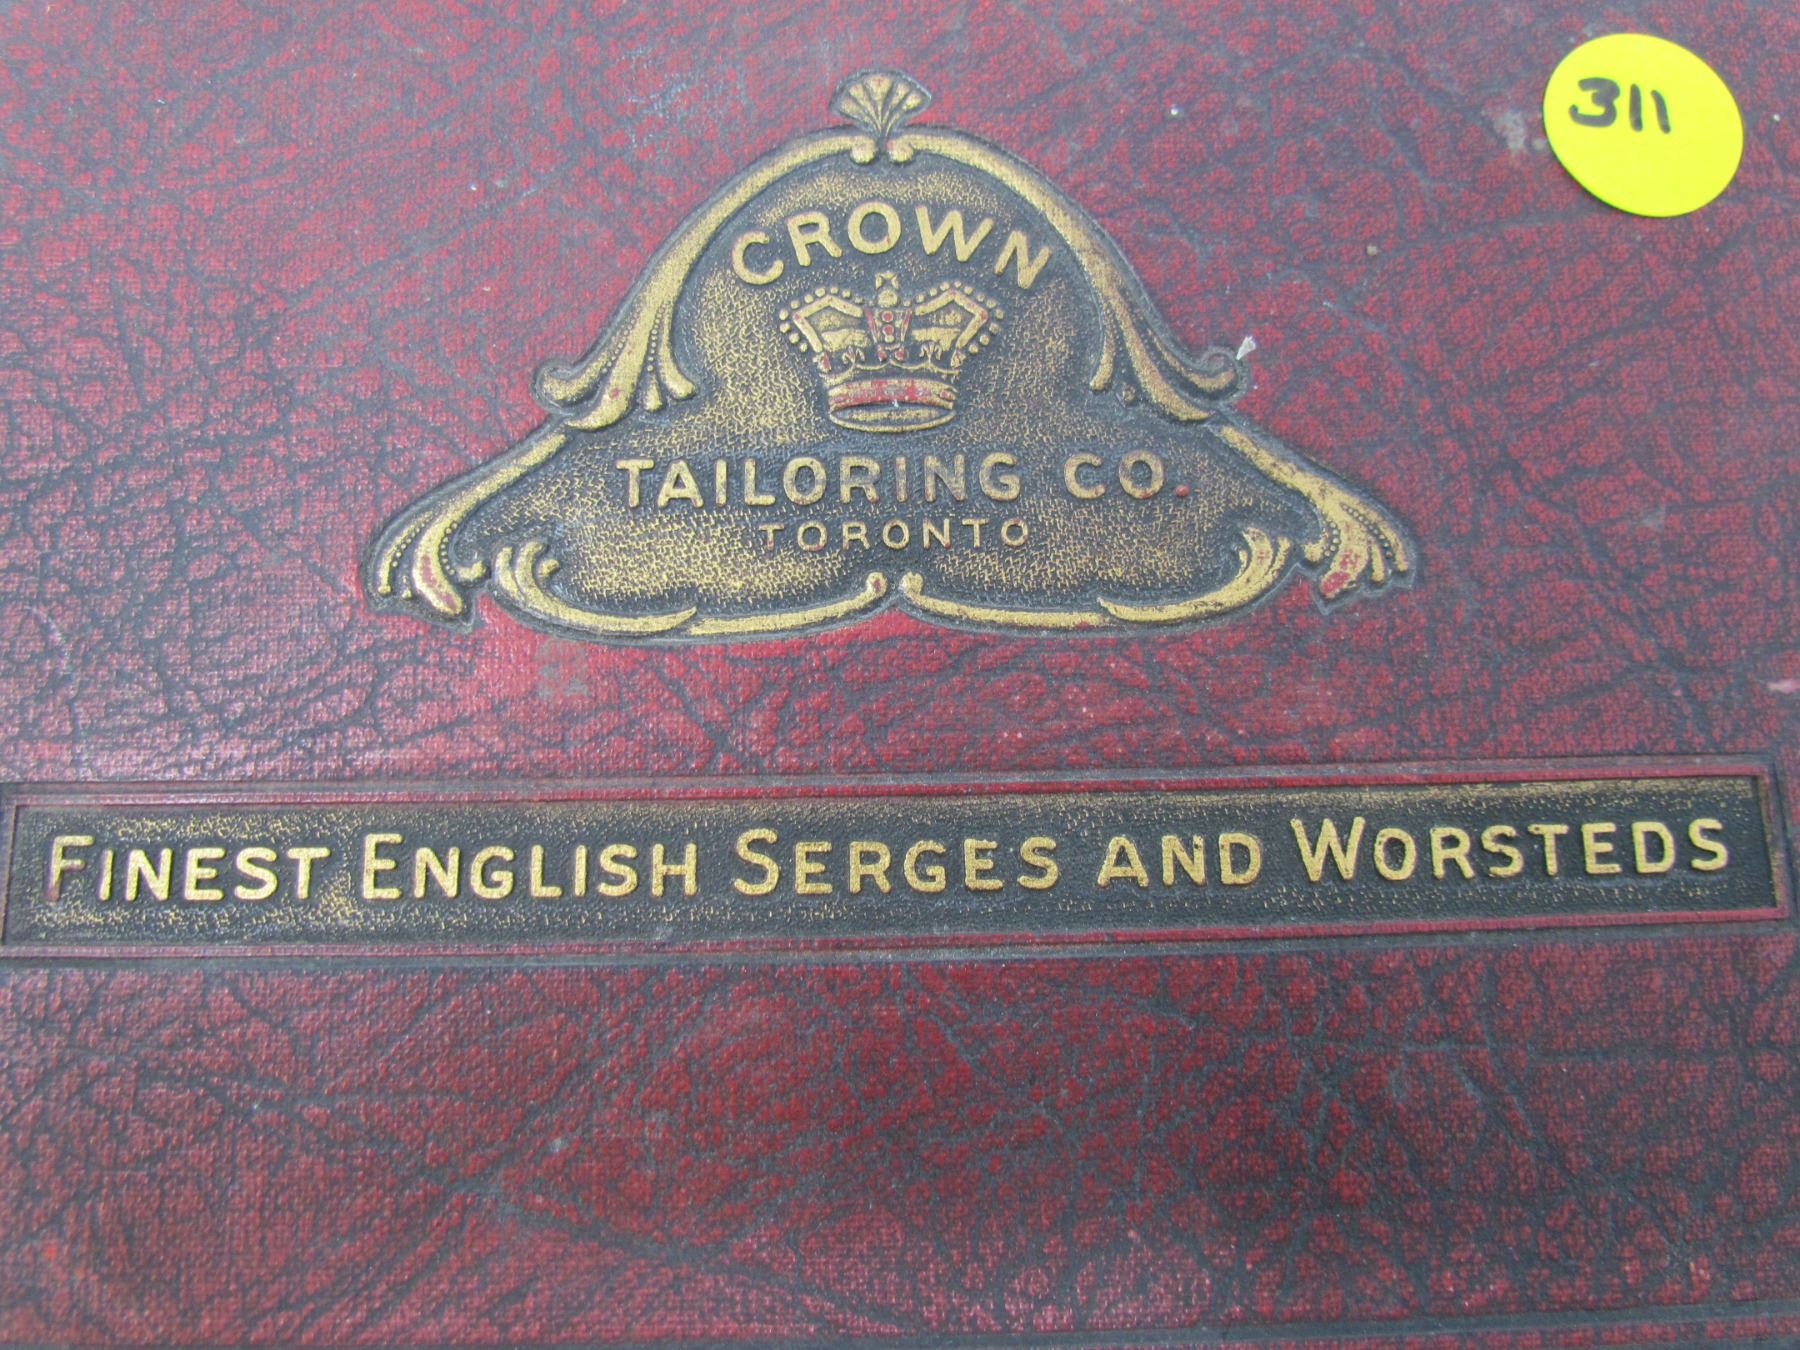 311
CROWN
TAILORING CO.
TORONTO
FINEST ENGLISH SERGES AND WORSTEDS